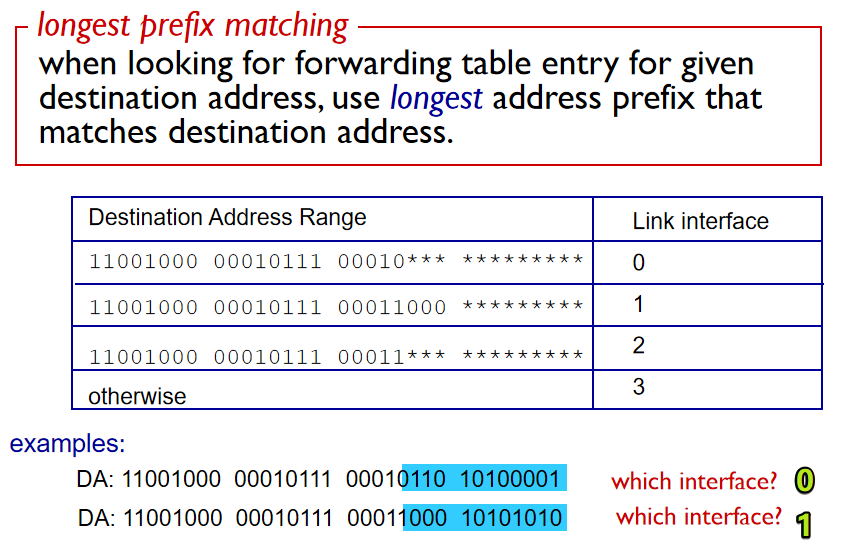 longest prefix matching
when looking for forwarding table entry for given
destination address, use longest address prefix that
matches destination address.
Destination Address Range Link interface
11001000 00010111 00010*** ********* 0
11001000 00010111 00011000 ********* 1
11001000 00010111 00011*** ********* 2
otherwise 3
examples:
DA: 11001000 00010111 00010110 10100001 which interface? 0
DA: 11001000 00010111 00011000 10101010 which interface? 1